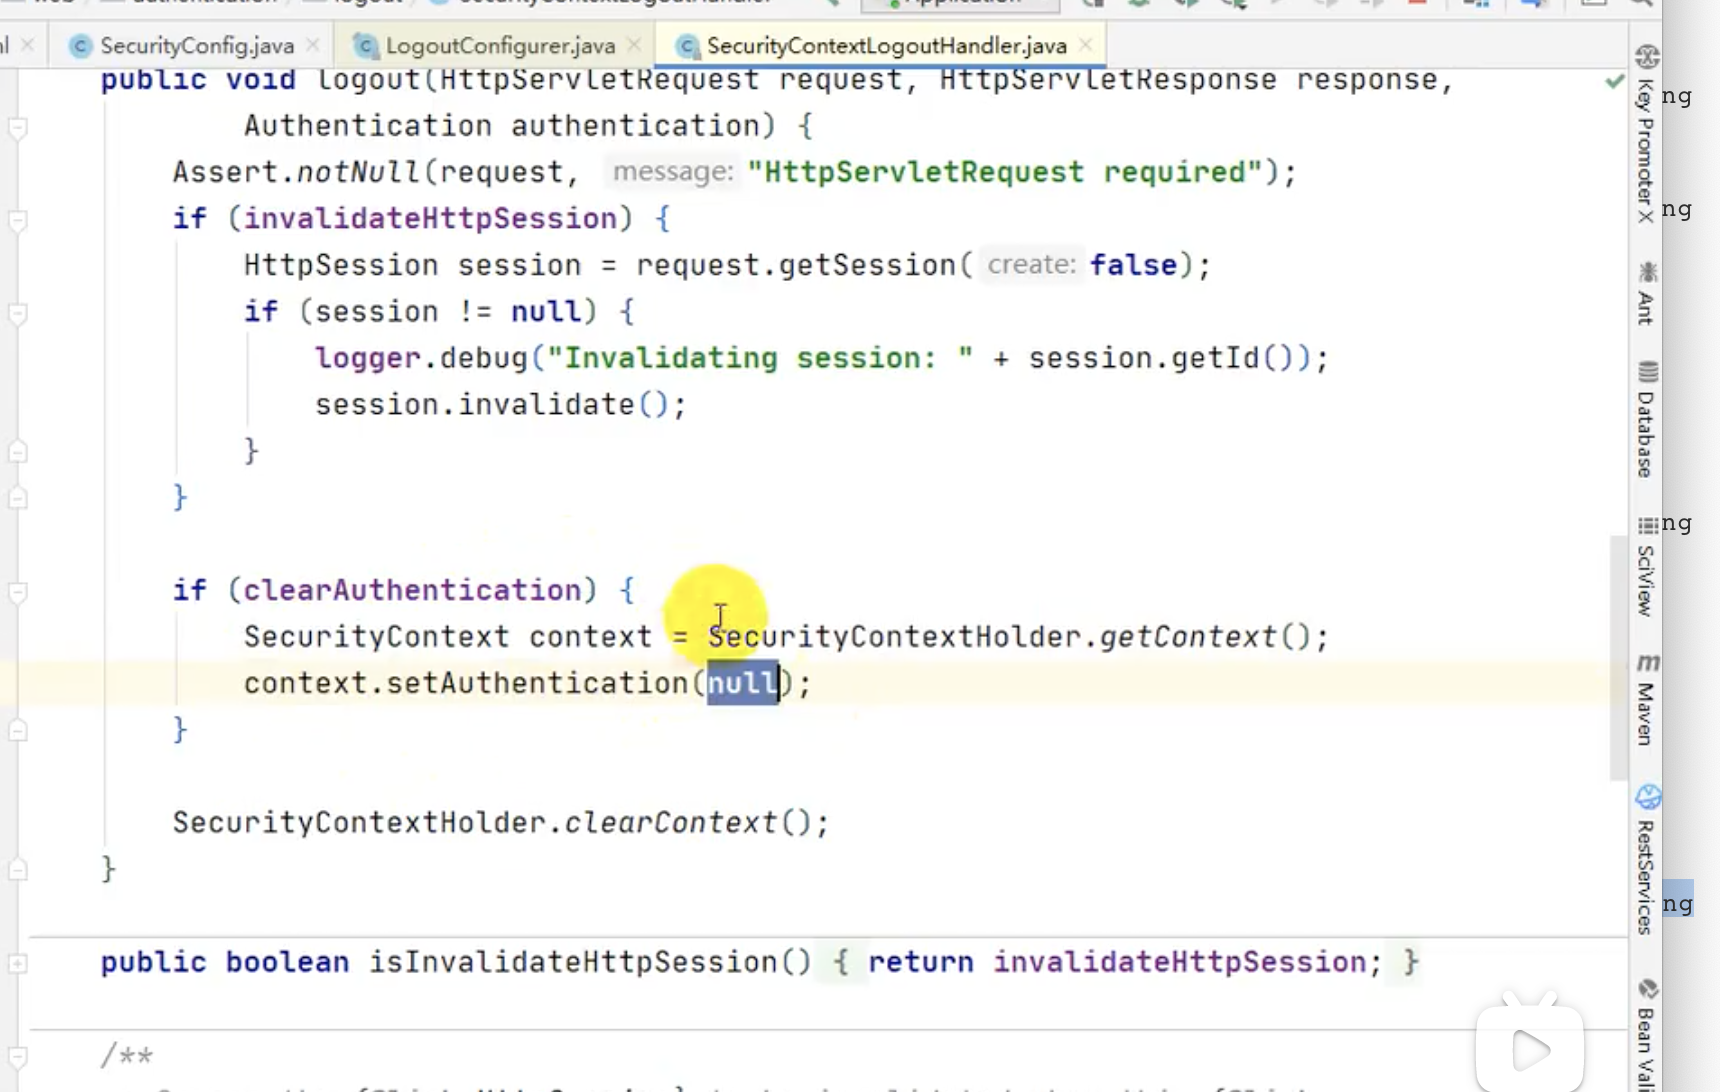 SecurityConfig.java
LogoutConfigurer.java
SecurityContextLogoutHandler.java
public void logout(HttpServletRequest request, HttpServletResponse response,
Authentication authentication) {
Assert.notNull(request, message: "HttpServletRequest required");
if (invalidateHttpSession) {
HttpSession session = request.getSession( create: false);
if (session != null) {
logger.debug("Invalidating session: " + session.getId());
session.invalidate();
}
}
if (clearAuthentication) {
SecurityContext context = SecurityContextHolder.getContext();
context.setAuthentication(null);
}
SecurityContextHolder.clearContext();
}
public boolean isInvalidateHttpSession() { return invalidateHttpSession; }
/**
Key Promoter X
Ant
Database
SciView
Maven
RestServices
Bean Vali
ng
ng
ng
ng